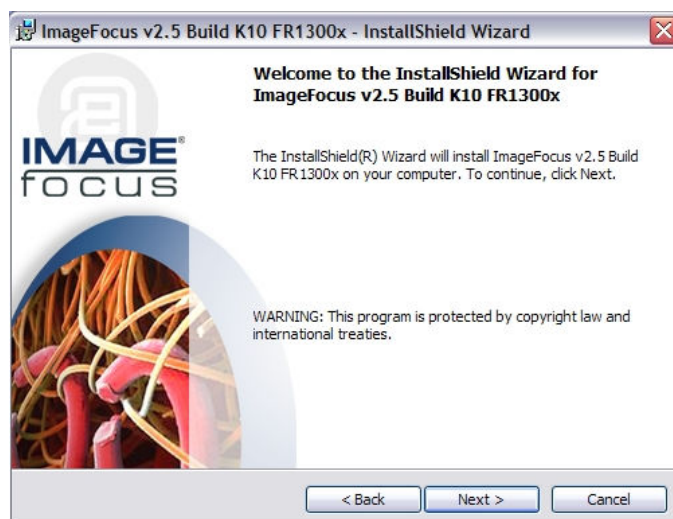 ImageFocus v2.5 Build K10 FR1300x - InstallShield Wizard
Welcome to the InstallShield Wizard for
ImageFocus v2.5 Build K10 FR1300x
IMAGE®
focus
The InstallShield(R) Wizard will install ImageFocus v2.5 Build
K10 FR1300x on your computer. To continue, click Next.
WARNING: This program is protected by copyright law and
international treaties.
< Back
Next >
Cancel